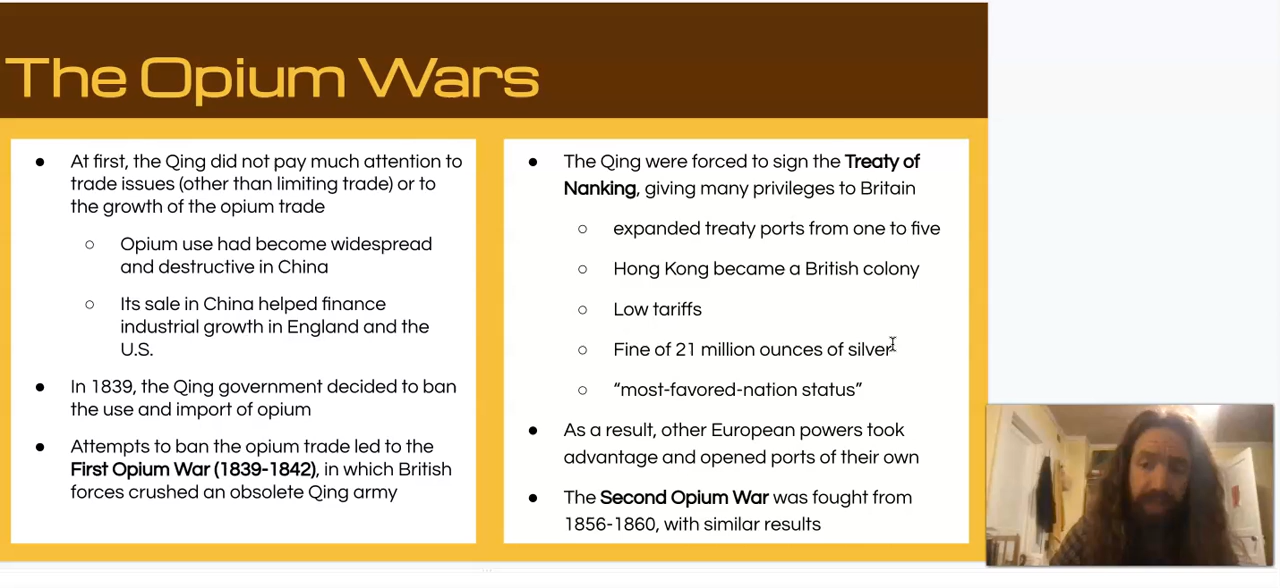 The Opium Wars
● At first, the Qing did not pay much attention to
trade issues (other than limiting trade) or to
the growth of the opium trade
○ Opium use had become widespread
and destructive in China
○ Its sale in China helped finance
industrial growth in England and the
U.S.
● In 1839, the Qing government decided to ban
the use and import of opium
● Attempts to ban the opium trade led to the
First Opium War (1839-1842), in which British
forces crushed an obsolete Qing army
● The Qing were forced to sign the Treaty of
Nanking, giving many privileges to Britain
○ expanded treaty ports from one to five
○ Hong Kong became a British colony
○ Low tariffs
○ Fine of 21 million ounces of silver
○ “most-favored-nation status”
● As a result, other European powers took
advantage and opened ports of their own
● The Second Opium War was fought from
1856-1860, with similar results